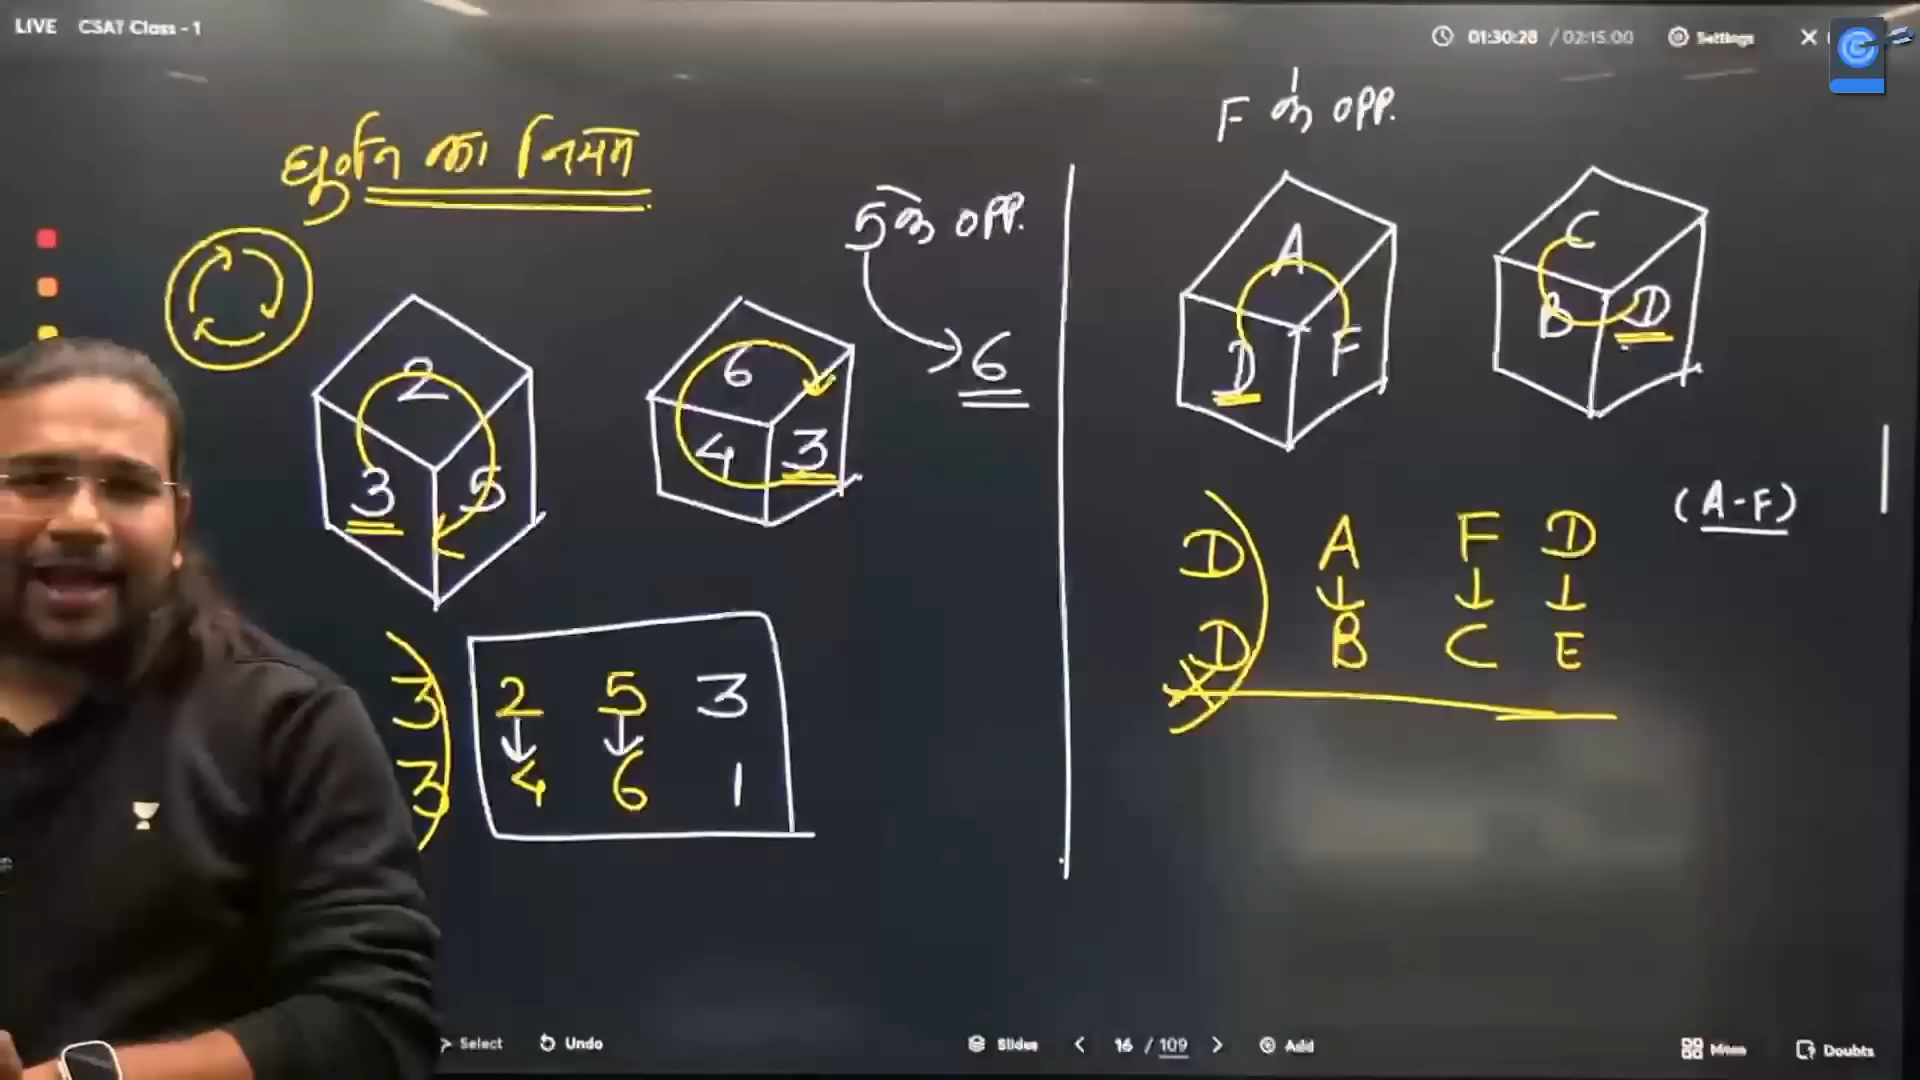 LIVE CSAT Class - 1
01:30:28 / 02:15:00 Settings
घूर्णन का नियम
5 के opp.
6
2
3 5
6
4 3
3 2 5 3
3 4 6 1
F के opp.
A
D F
C
B D
(A-F)
D A F D
D B C E
Select Undo Slides 16 / 109 Add More Doubts